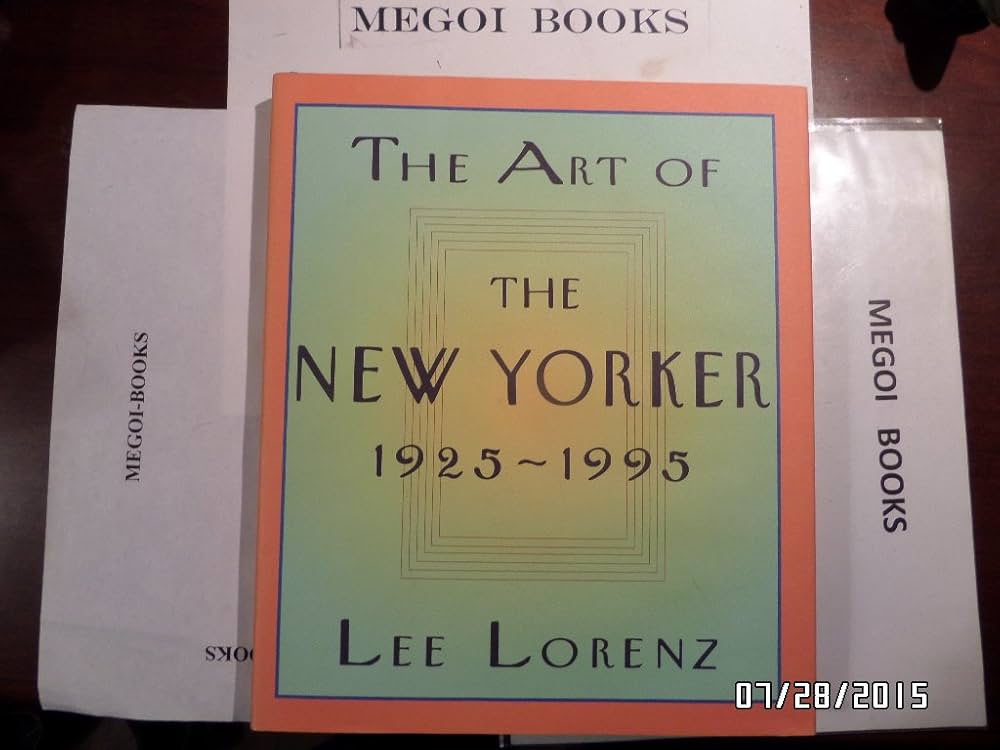 MEGOI BOOKS
THE ART OF
THE
NEW YORKER
1925~1995
LEE LORENZ
MEGOI-BOOKS
OOKS
MEGOI BOOKS
07/28/2015